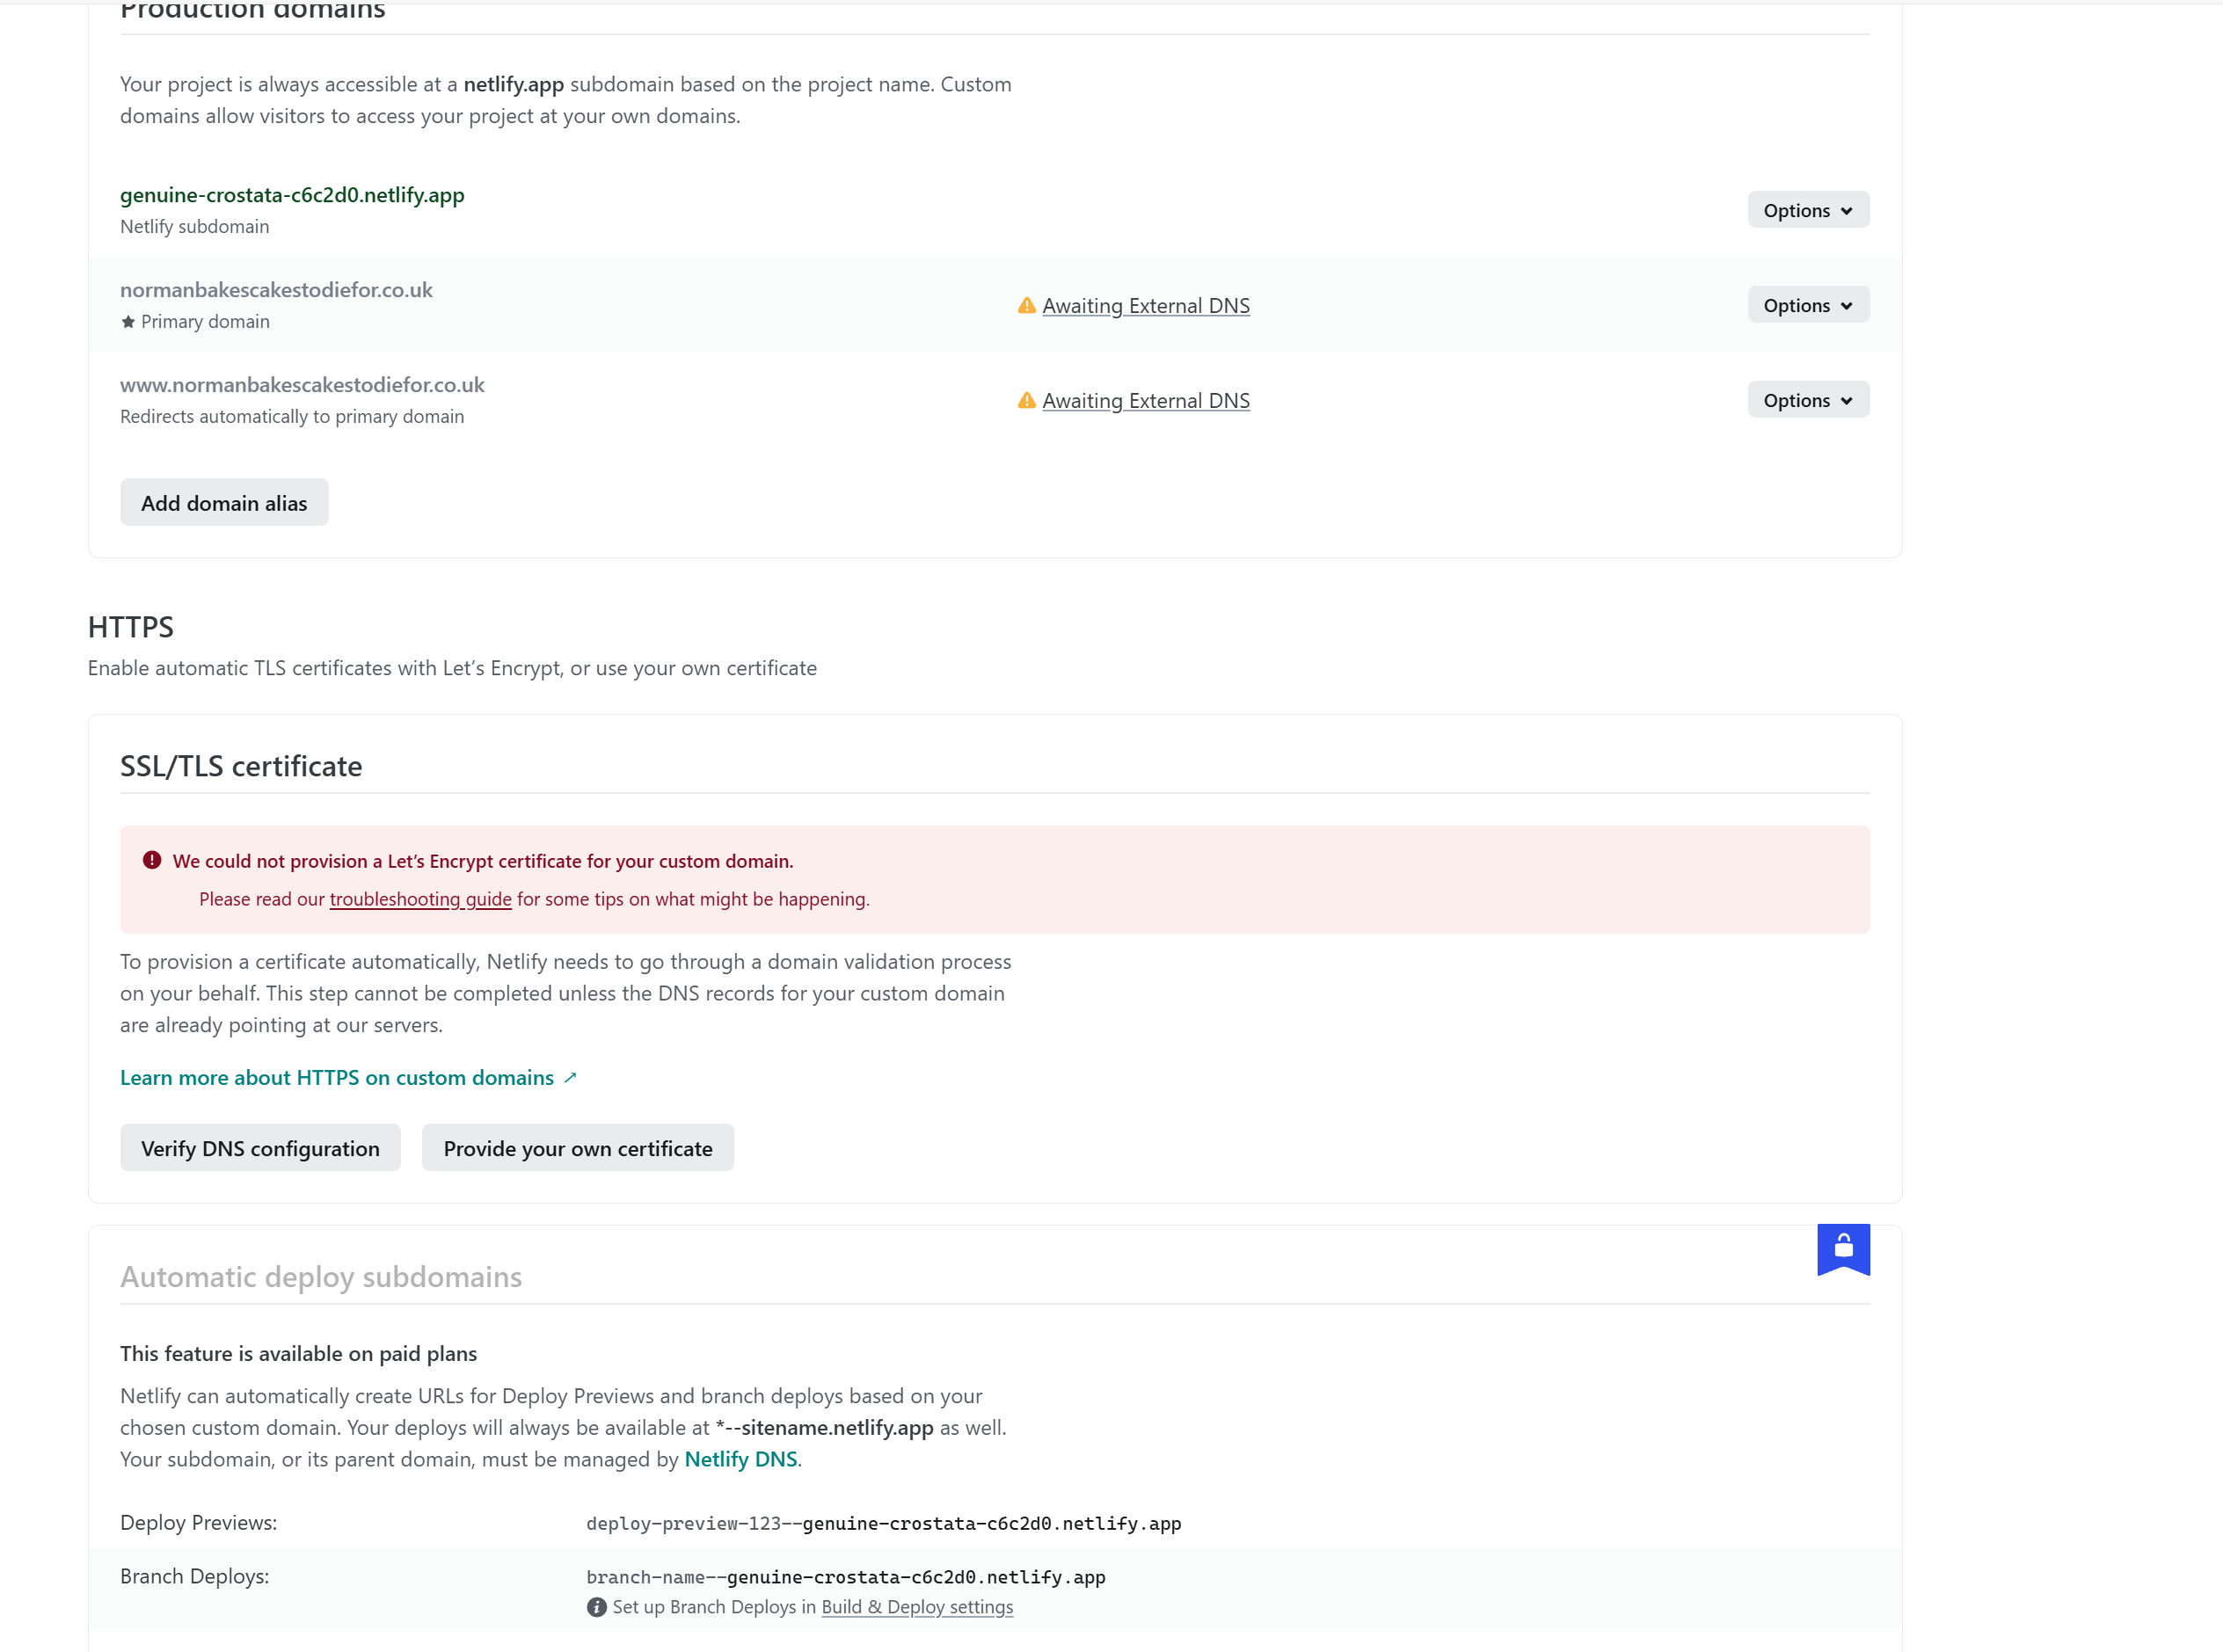 Production domains
Your project is always accessible at a netlify.app subdomain based on the project name. Custom
domains allow visitors to access your project at your own domains.
genuine-crostata-c6c2d0.netlify.app
Netlify subdomain
Options
normanbakescakestodiefor.co.uk
Primary domain
Awaiting External DNS
Options
www.normanbakescakestodiefor.co.uk
Redirects automatically to primary domain
Awaiting External DNS
Options
Add domain alias
HTTPS
Enable automatic TLS certificates with Let’s Encrypt, or use your own certificate
SSL/TLS certificate
We could not provision a Let’s Encrypt certificate for your custom domain.
Please read our troubleshooting guide for some tips on what might be happening.
To provision a certificate automatically, Netlify needs to go through a domain validation process
on your behalf. This step cannot be completed unless the DNS records for your custom domain
are already pointing at our servers.
Learn more about HTTPS on custom domains ↗
Verify DNS configuration
Provide your own certificate
Automatic deploy subdomains
This feature is available on paid plans
Netlify can automatically create URLs for Deploy Previews and branch deploys based on your
chosen custom domain. Your deploys will always be available at *--sitename.netlify.app as well.
Your subdomain, or its parent domain, must be managed by Netlify DNS.
Deploy Previews:
deploy-preview-123--genuine-crostata-c6c2d0.netlify.app
Branch Deploys:
branch-name--genuine-crostata-c6c2d0.netlify.app
Set up Branch Deploys in Build & Deploy settings